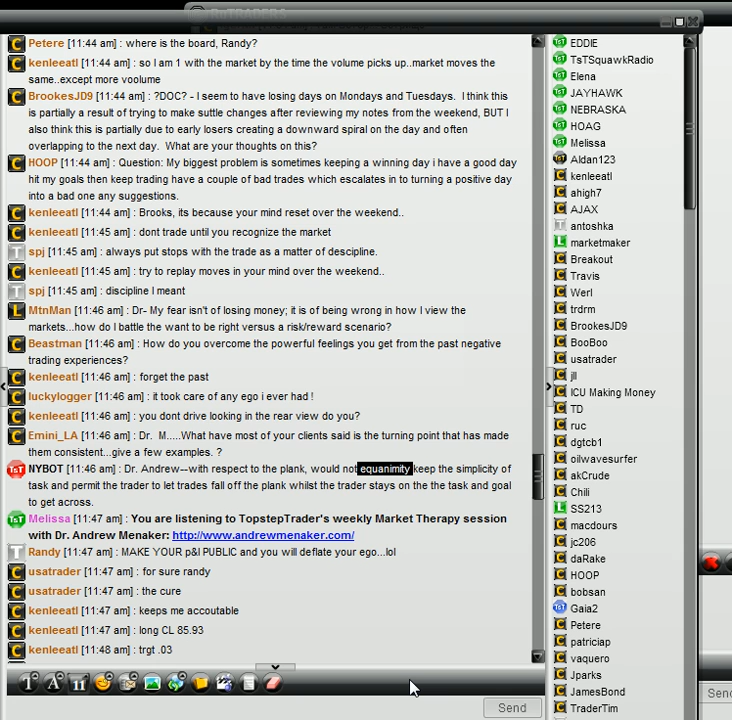 Petere [11:44 am] : where is the board, Randy?
kenleeatl [11:44 am] : so I am 1 with the market by the time the volume picks up..market moves the
same..except more voolume
BrookesJD9 [11:44 am] : ?DOC? - I seem to have losing days on Mondays and Tuesdays. I think this
is partially a result of trying to make suttle changes after reviewing my notes from the weekend, BUT I
also think this is partially due to early losers creating a downward spiral on the day and often
overlapping to the next day. What are your thoughts on this?
HOOP [11:44 am] : Question: My biggest problem is sometimes keeping a winning day i have a good day
hit my goals then keep trading have a couple of bad trades which escalates in to turning a positive day
into a bad one any suggestions.
kenleeatl [11:44 am] : Brooks, its because your mind reset over the weekend..
kenleeatl [11:45 am] : dont trade until you recognize the market
spj [11:45 am] : always put stops with the trade as a matter of descipline.
kenleeatl [11:45 am] : try to replay moves in your mind over the weekend..
spj [11:45 am] : discipline I meant
MtnMan [11:46 am] : Dr- My fear isn't of losing money; it is of being wrong in how I view the
markets...how do I battle the want to be right versus a risk/reward scenario?
Beastman [11:46 am] : How do you overcome the powerful feelings you get from the past negative
trading experiences?
kenleeatl [11:46 am] : forget the past
luckylogger [11:46 am] : it took care of any ego i ever had !
kenleeatl [11:46 am] : you dont drive looking in the rear view do you?
Emini_LA [11:46 am] : Dr. M.....What have most of your clients said is the turning point that has made
them consistent...give a few examples. ?
NYBOT [11:46 am] : Dr. Andrew--with respect to the plank, would not equanimity keep the simplicity of
task and permit the trader to let trades fall off the plank whilst the trader stays on the the task and goal
to get across.
Melissa [11:47 am] : You are listening to TopstepTrader's weekly Market Therapy session
with Dr. Andrew Menaker: http://www.andrewmenaker.com/
Randy [11:47 am] : MAKE YOUR p&l PUBLIC and you will deflate your ego...lol
usatrader [11:47 am] : for sure randy
usatrader [11:47 am] : the cure
kenleeatl [11:47 am] : keeps me accoutable
kenleeatl [11:47 am] : long CL 85.93
kenleeatl [11:48 am] : trgt .03
Send
EDDIE
TsTSquawkRadio
Elena
JAYHAWK
NEBRASKA
HOAG
Melissa
Aldan123
kenleeatl
ahigh7
AJAX
antoshka
marketmaker
Breakout
Travis
Werl
trdrm
BrookesJD9
BooBoo
usatrader
jll
ICU Making Money
TD
ruc
dgtcb1
oilwavesurfer
akCrude
Chili
SS213
macdours
jc206
daRake
HOOP
bobsan
Gaia2
Petere
patriciap
vaquero
Jparks
JamesBond
TraderTim
Send